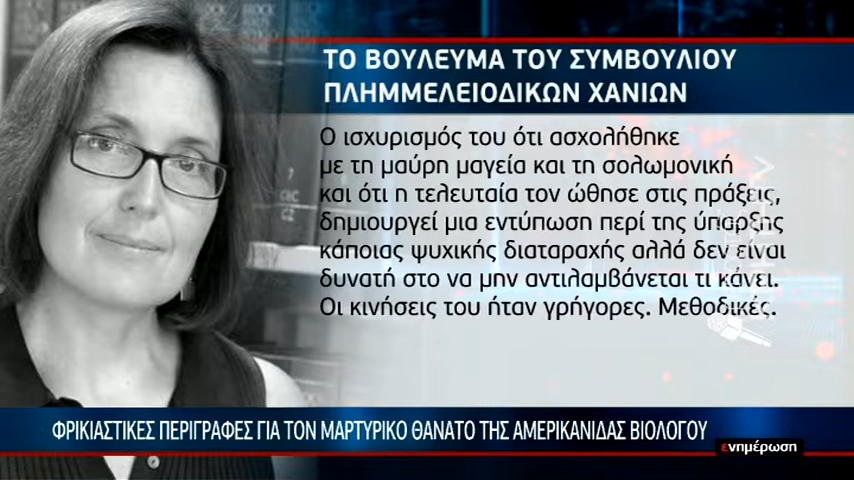 ΤΟ ΒΟΥΛΕΥΜΑ ΤΟΥ ΣΥΜΒΟΥΛΙΟΥ
ΠΛΗΜΜΕΛΕΙΟΔΙΚΩΝ ΧΑΝΙΩΝ
Ο ισχυρισμός του ότι ασχολήθηκε
με τη μαύρη μαγεία και τη σολωμονική
και ότι η τελευταία τον ώθησε στις πράξεις,
δημιουργεί μια εντύπωση περί της ύπαρξης
κάποιας ψυχικής διαταραχής αλλά δεν είναι
δυνατή στο να μην αντιλαμβάνεται τι κάνει.
Οι κινήσεις του ήταν γρήγορες. Μεθοδικές.
ΦΡΙΚΙΑΣΤΙΚΕΣ ΠΕΡΙΓΡΑΦΕΣ ΓΙΑ ΤΟΝ ΜΑΡΤΥΡΙΚΟ ΘΑΝΑΤΟ ΤΗΣ ΑΜΕΡΙΚΑΝΙΔΑΣ ΒΙΟΛΟΓΟΥ
ενημέρωση